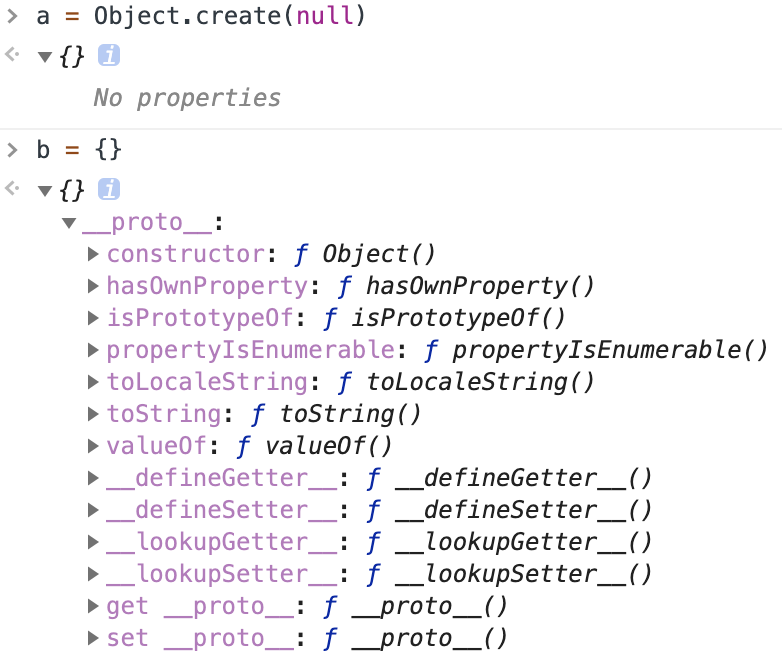 > a = Object.create(null)
<· ▼{} i
No properties
> b = {}
<· ▼{} i
▼__proto__:
▶constructor: ƒ Object()
▶hasOwnProperty: ƒ hasOwnProperty()
▶isPrototypeOf: ƒ isPrototypeOf()
▶propertyIsEnumerable: ƒ propertyIsEnumerable()
▶toLocaleString: ƒ toLocaleString()
▶toString: ƒ toString()
▶valueOf: ƒ valueOf()
▶__defineGetter__: ƒ __defineGetter__()
▶__defineSetter__: ƒ __defineSetter__()
▶__lookupGetter__: ƒ __lookupGetter__()
▶__lookupSetter__: ƒ __lookupSetter__()
▶get __proto__: ƒ __proto__()
▶set __proto__: ƒ __proto__()